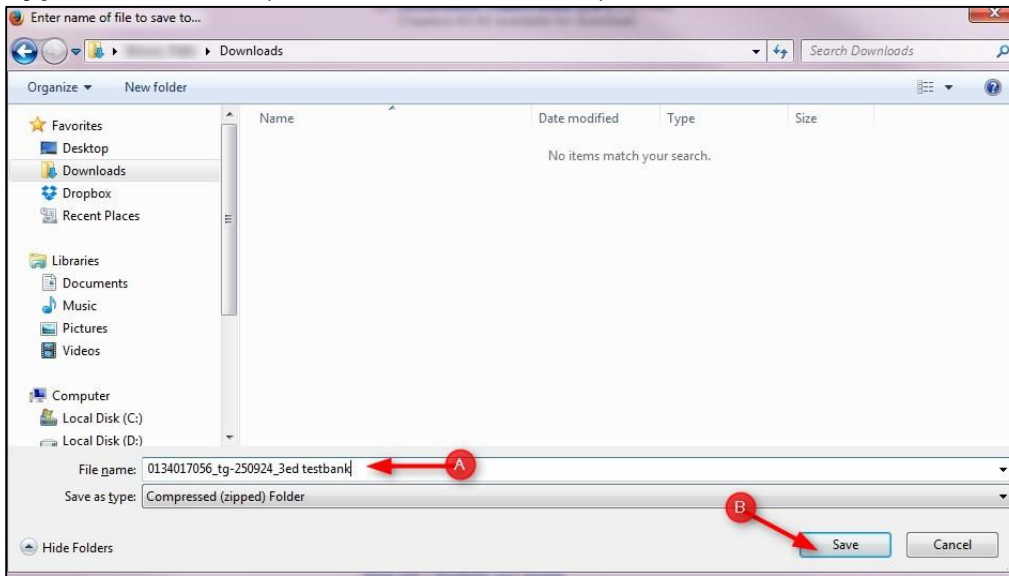 Enter name of file to save to...
Downloads
Search Downloads
Organize
New folder
Name
Date modified
Type
Size
No items match your search.
Favorites
Desktop
Downloads
Dropbox
Recent Places
Libraries
Documents
Music
Pictures
Videos
Computer
Local Disk (C:)
Local Disk (D:)
File name: 0134017056_tg-250924_3ed testbank
A
Save as type: Compressed (zipped) Folder
B
Hide Folders
Save
Cancel